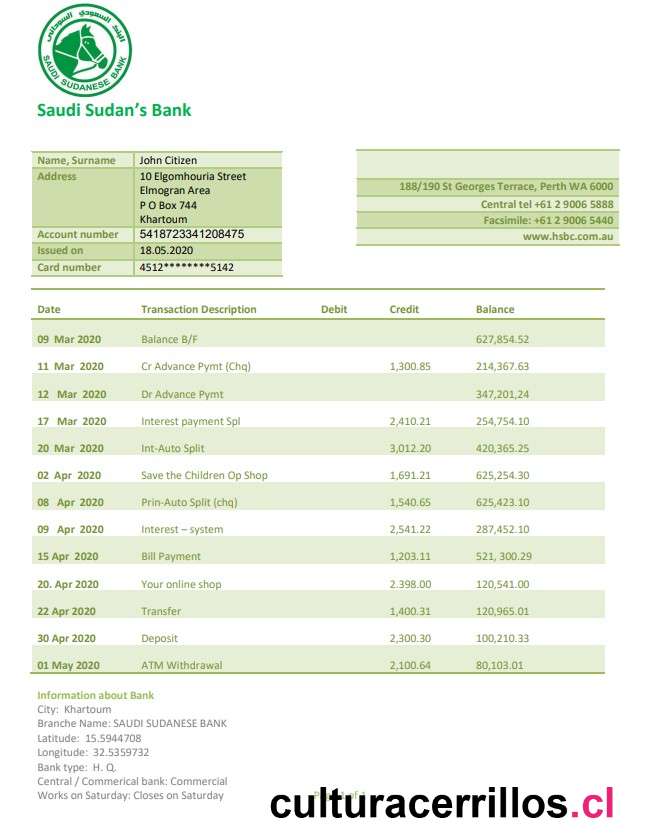 البنك السعودي السوداني
SAUDI SUDANESE BANK
Saudi Sudan's Bank
Name, Surname John Citizen
Address 10 Elgomhouria Street
Elmogran Area
P O Box 744
Khartoum
Account number 5418723341208475
Issued on 18.05.2020
Card number 4512********5142
188/190 St Georges Terrace, Perth WA 6000
Central tel +61 2 9006 5888
Facsimile: +61 2 9006 5440
www.hsbc.com.au
Date Transaction Description Debit Credit Balance
09 Mar 2020 Balance B/F 627,854.52
11 Mar 2020 Cr Advance Pymt (Chq) 1,300.85 214,367.63
12 Mar 2020 Dr Advance Pymt 347,201,24
17 Mar 2020 Interest payment Spl 2,410.21 254,754.10
20 Mar 2020 Int-Auto Split 3,012.20 420,365.25
02 Apr 2020 Save the Children Op Shop 1,691.21 625,254.30
08 Apr 2020 Prin-Auto Split (chq) 1,540.65 625,423.10
09 Apr 2020 Interest – system 2,541.22 287,452.10
15 Apr 2020 Bill Payment 1,203.11 521, 300.29
20. Apr 2020 Your online shop 2.398.00 120,541.00
22 Apr 2020 Transfer 1,400.31 120,965.01
30 Apr 2020 Deposit 2,300.30 100,210.33
01 May 2020 ATM Withdrawal 2,100.64 80,103.01
Information about Bank
City: Khartoum
Branche Name: SAUDI SUDANESE BANK
Latitude: 15.5944708
Longitude: 32.5359732
Bank type: H. Q.
Central / Commerical bank: Commercial
Works on Saturday: Closes on Saturday
culturacerrillos.cl